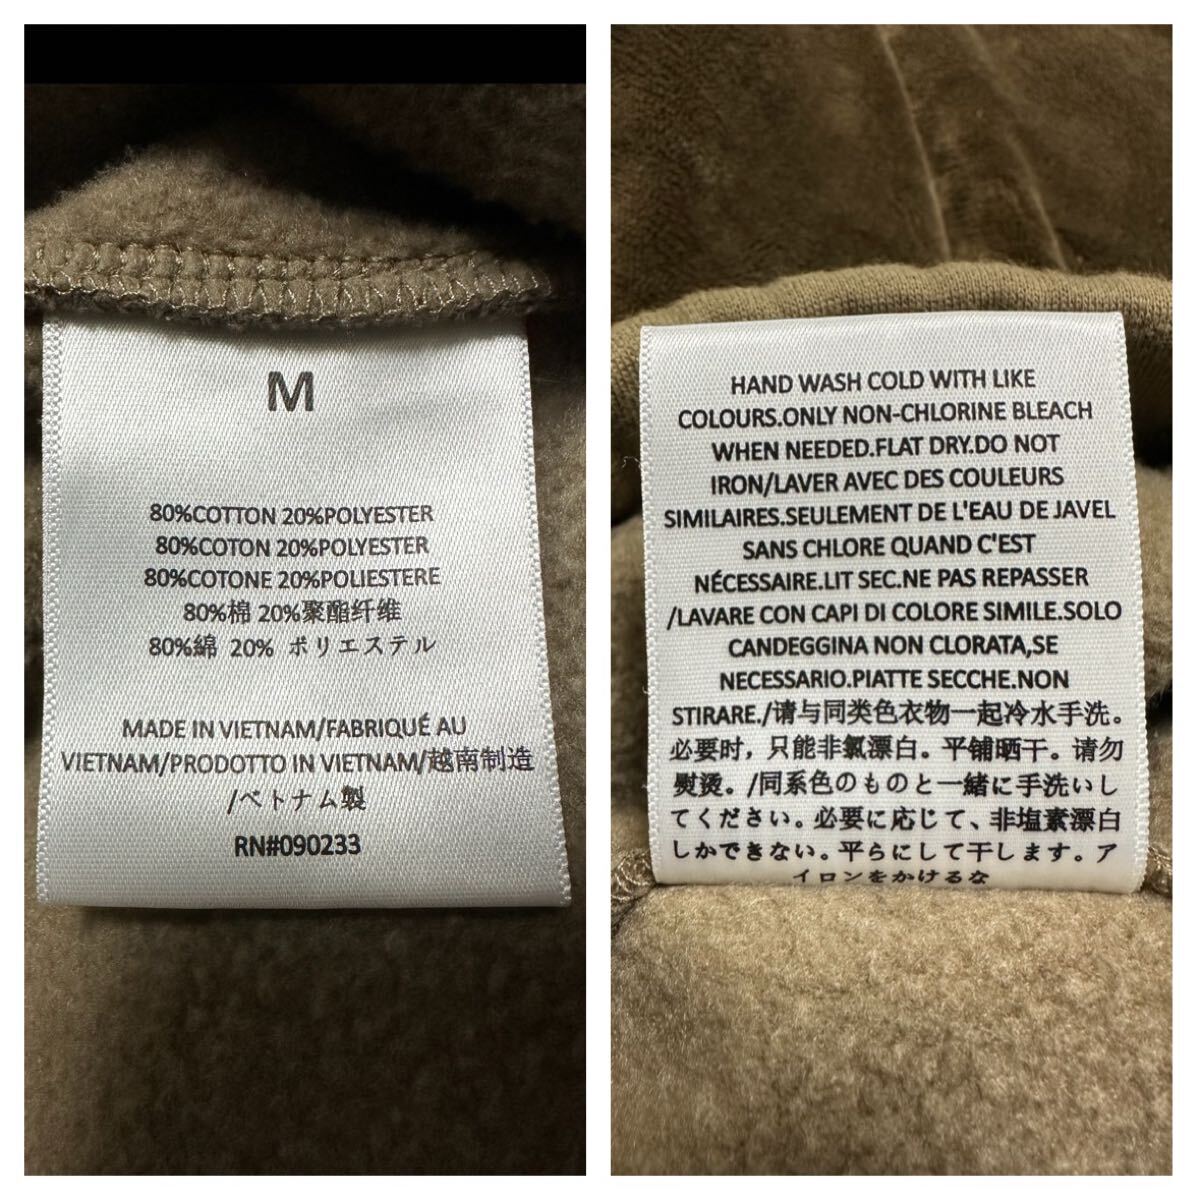 M
80%COTTON 20%POLYESTER
80%COTON 20%POLYESTER
80%COTONE 20%POLIESTERE
80%棉 20%聚酯纤维
80%綿 20% ポリエステル
MADE IN VIETNAM/FABRIQUÉ AU
VIETNAM/PRODOTTO IN VIETNAM/越南制造
/ベトナム製
RN#090233
HAND WASH COLD WITH LIKE
COLOURS.ONLY NON-CHLORINE BLEACH
WHEN NEEDED.FLAT DRY.DO NOT
IRON/LAVER AVEC DES COULEURS
SIMILAIRES.SEULEMENT DE L'EAU DE JAVEL
SANS CHLORE QUAND C'EST
NÉCESSAIRE.LIT SEC.NE PAS REPASSER
/LAVARE CON CAPI DI COLORE SIMILE.SOLO
CANDEGGINA NON CLORATA,SE
NECESSARIO.PIATTE SECCHE.NON
STIRARE./请与同类色衣物一起冷水手洗。
必要时，只能非氯漂白。平铺晒干。请勿
熨烫。/同系色のものと一緒に手洗いし
てください。必要に応じて、非塩素漂白
しかできない。平らにして干します。ア
イロンをかけるな